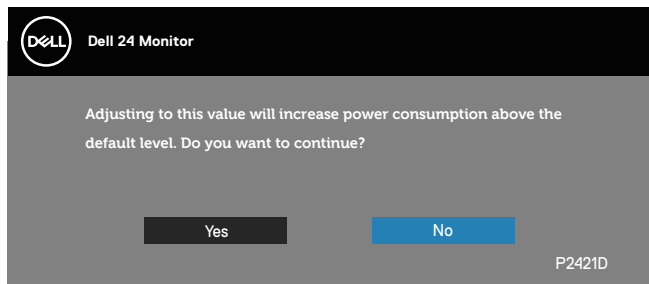 DELL
Dell 24 Monitor
Adjusting to this value will increase power consumption above the
default level. Do you want to continue?
Yes
No
P2421D